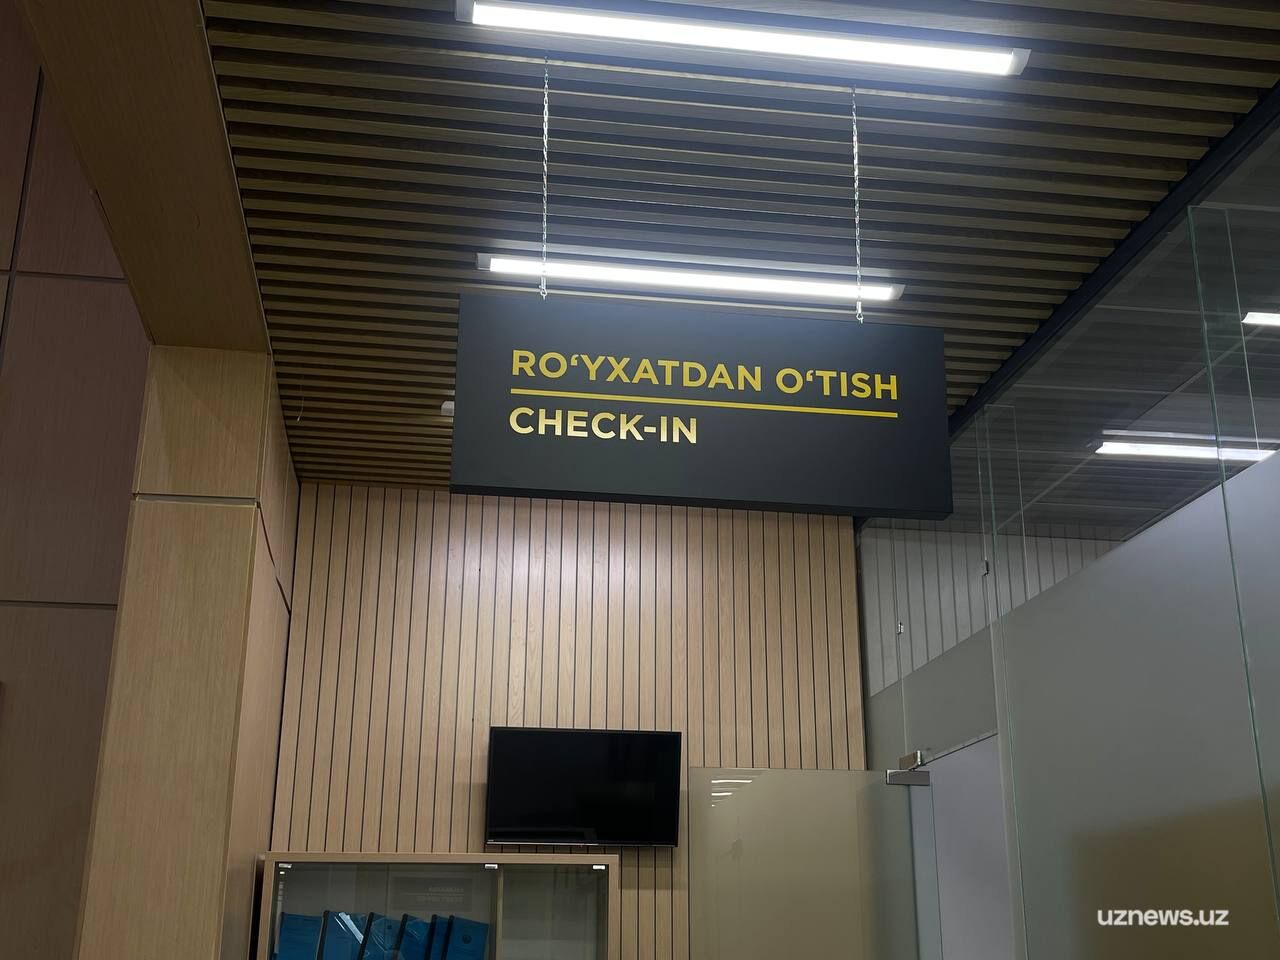 RO‘YXATDAN O‘TISH
CHECK-IN
uznews.uz